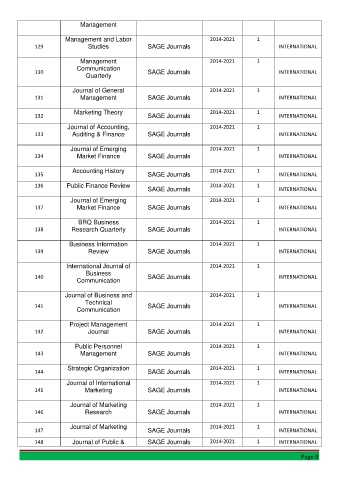 Management
129 Management and Labor Studies SAGE Journals 2014-2021 1 INTERNATIONAL
130 Management Communication Quarterly SAGE Journals 2014-2021 1 INTERNATIONAL
131 Journal of General Management SAGE Journals 2014-2021 1 INTERNATIONAL
132 Marketing Theory SAGE Journals 2014-2021 1 INTERNATIONAL
133 Journal of Accounting, Auditing & Finance SAGE Journals 2014-2021 1 INTERNATIONAL
134 Journal of Emerging Market Finance SAGE Journals 2014-2021 1 INTERNATIONAL
135 Accounting History SAGE Journals 2014-2021 1 INTERNATIONAL
136 Public Finance Review SAGE Journals 2014-2021 1 INTERNATIONAL
137 Journal of Emerging Market Finance SAGE Journals 2014-2021 1 INTERNATIONAL
138 BRQ Business Research Quarterly SAGE Journals 2014-2021 1 INTERNATIONAL
139 Business Information Review SAGE Journals 2014-2021 1 INTERNATIONAL
140 International Journal of Business Communication SAGE Journals 2014-2021 1 INTERNATIONAL
141 Journal of Business and Technical Communication SAGE Journals 2014-2021 1 INTERNATIONAL
142 Project Management Journal SAGE Journals 2014-2021 1 INTERNATIONAL
143 Public Personnel Management SAGE Journals 2014-2021 1 INTERNATIONAL
144 Strategic Organization SAGE Journals 2014-2021 1 INTERNATIONAL
145 Journal of International Marketing SAGE Journals 2014-2021 1 INTERNATIONAL
146 Journal of Marketing Research SAGE Journals 2014-2021 1 INTERNATIONAL
147 Journal of Marketing SAGE Journals 2014-2021 1 INTERNATIONAL
148 Journal of Public & SAGE Journals 2014-2021 1 INTERNATIONAL
Page